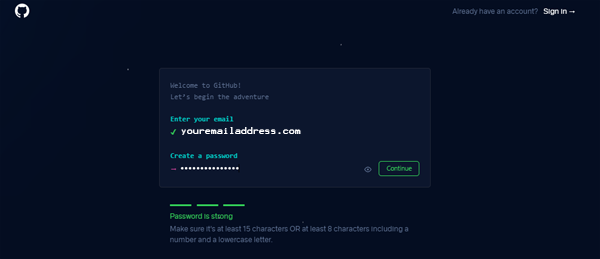 Already have an account? Sign in →
Welcome to GitHub!
Let's begin the adventure
Enter your email
✓ youremailaddress.com
Create a password
→ •••••••••••••••
Continue
Password is strong
Make sure it's at least 15 characters OR at least 8 characters including a
number and a lowercase letter.